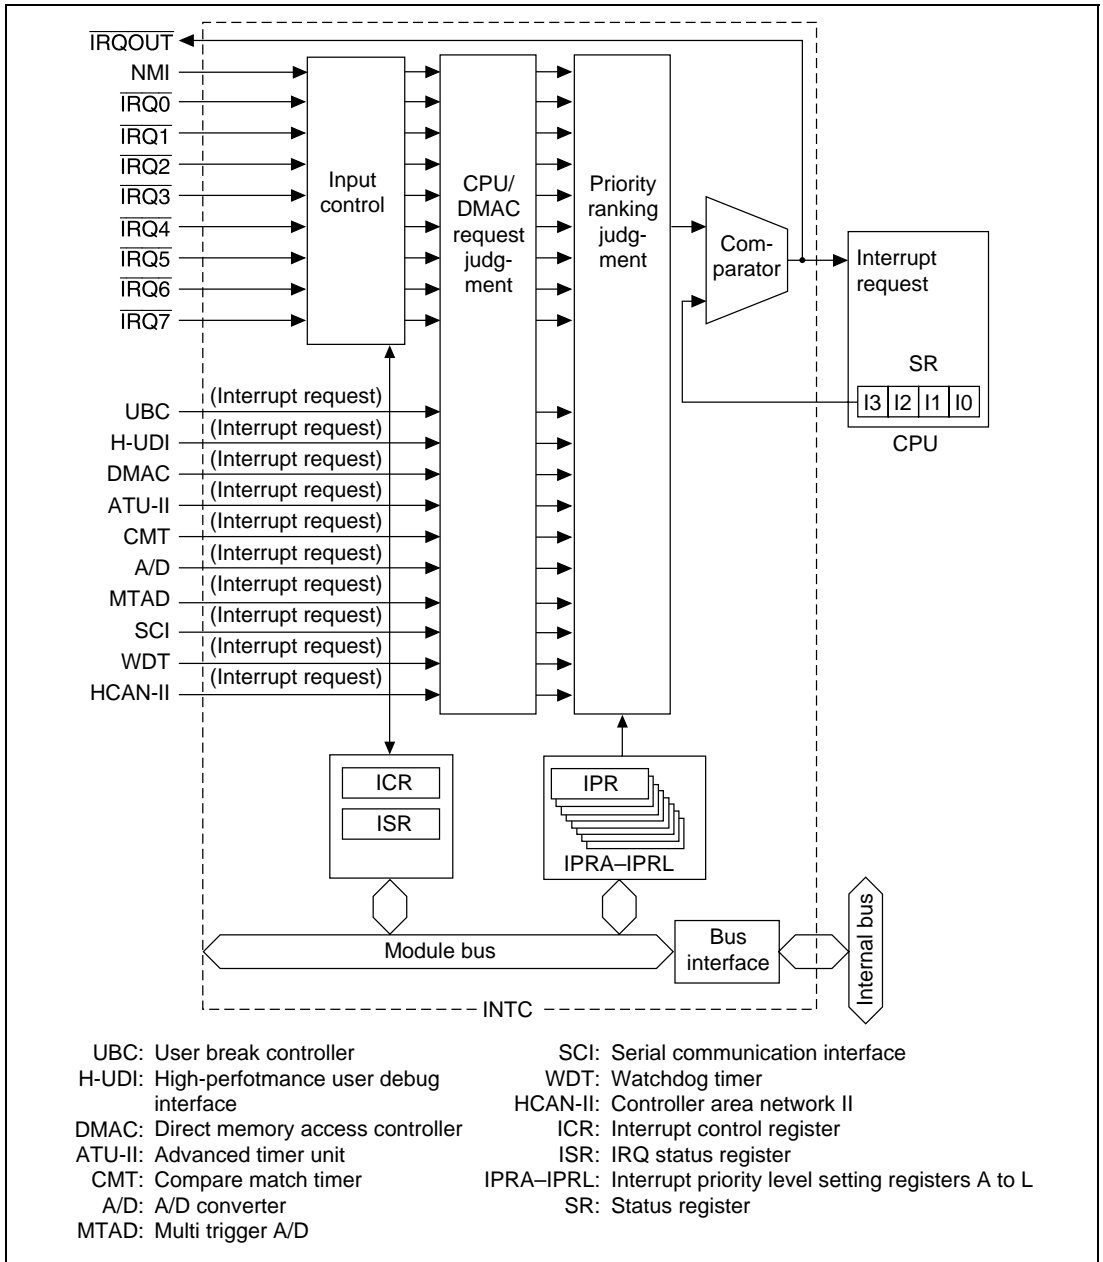 IRQOUT
NMI
IRQ0
IRQ1
IRQ2
IRQ3
IRQ4
IRQ5
IRQ6
IRQ7
Input
control
CPU/
DMAC
request
judg-
ment
Priority
ranking
judg-
ment
Com-
parator
Interrupt
request
SR
I3 I2 I1 I0
CPU
UBC
(Interrupt request)
H-UDI
(Interrupt request)
DMAC
(Interrupt request)
ATU-II
(Interrupt request)
CMT
(Interrupt request)
A/D
(Interrupt request)
MTAD
(Interrupt request)
SCI
(Interrupt request)
WDT
(Interrupt request)
HCAN-II
(Interrupt request)
ICR
ISR
IPR
IPRA–IPRL
Module bus
Bus
interface
Internal bus
INTC
UBC: User break controller
H-UDI: High-perfotmance user debug
interface
DMAC: Direct memory access controller
ATU-II: Advanced timer unit
CMT: Compare match timer
A/D: A/D converter
MTAD: Multi trigger A/D
SCI: Serial communication interface
WDT: Watchdog timer
HCAN-II: Controller area network II
ICR: Interrupt control register
ISR: IRQ status register
IPRA–IPRL: Interrupt priority level setting registers A to L
SR: Status register